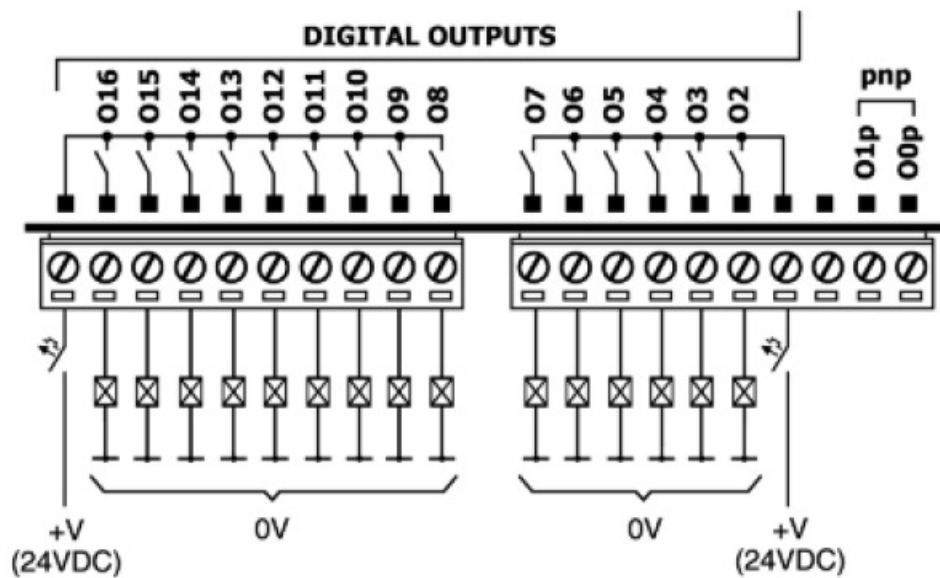 DIGITAL OUTPUTS
pnp
O16 O15 O14 O13 O12 O11 O10 O9 O8 O7 O6 O5 O4 O3 O2 O1p O0p
0V 0V
+V +V
(24VDC) (24VDC)